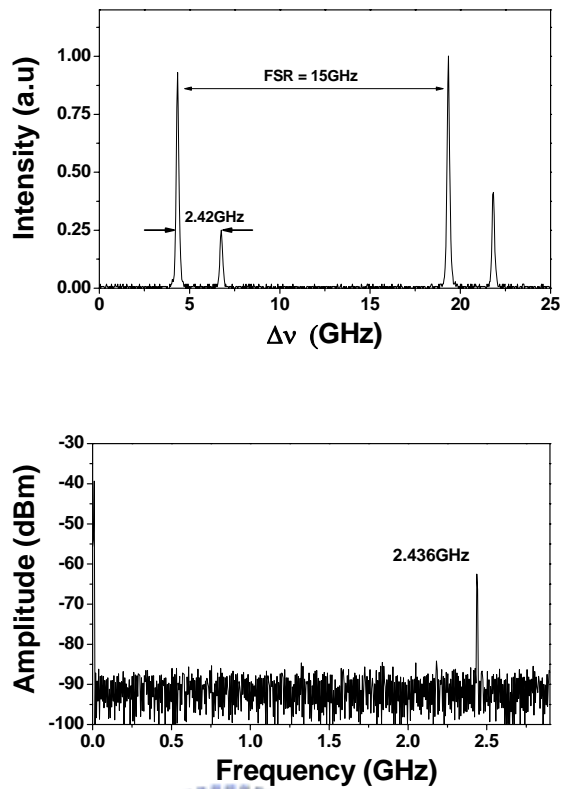 Intensity (a.u)
1.00
0.75
0.50
0.25
0.00
FSR = 15GHz
2.42GHz
0 5 10 15 20 25
Δν (GHz)
Amplitude (dBm)
-30
-40
-50
-60
-70
-80
-90
-100
2.436GHz
0.0 0.5 1.0 1.5 2.0 2.5
Frequency (GHz)